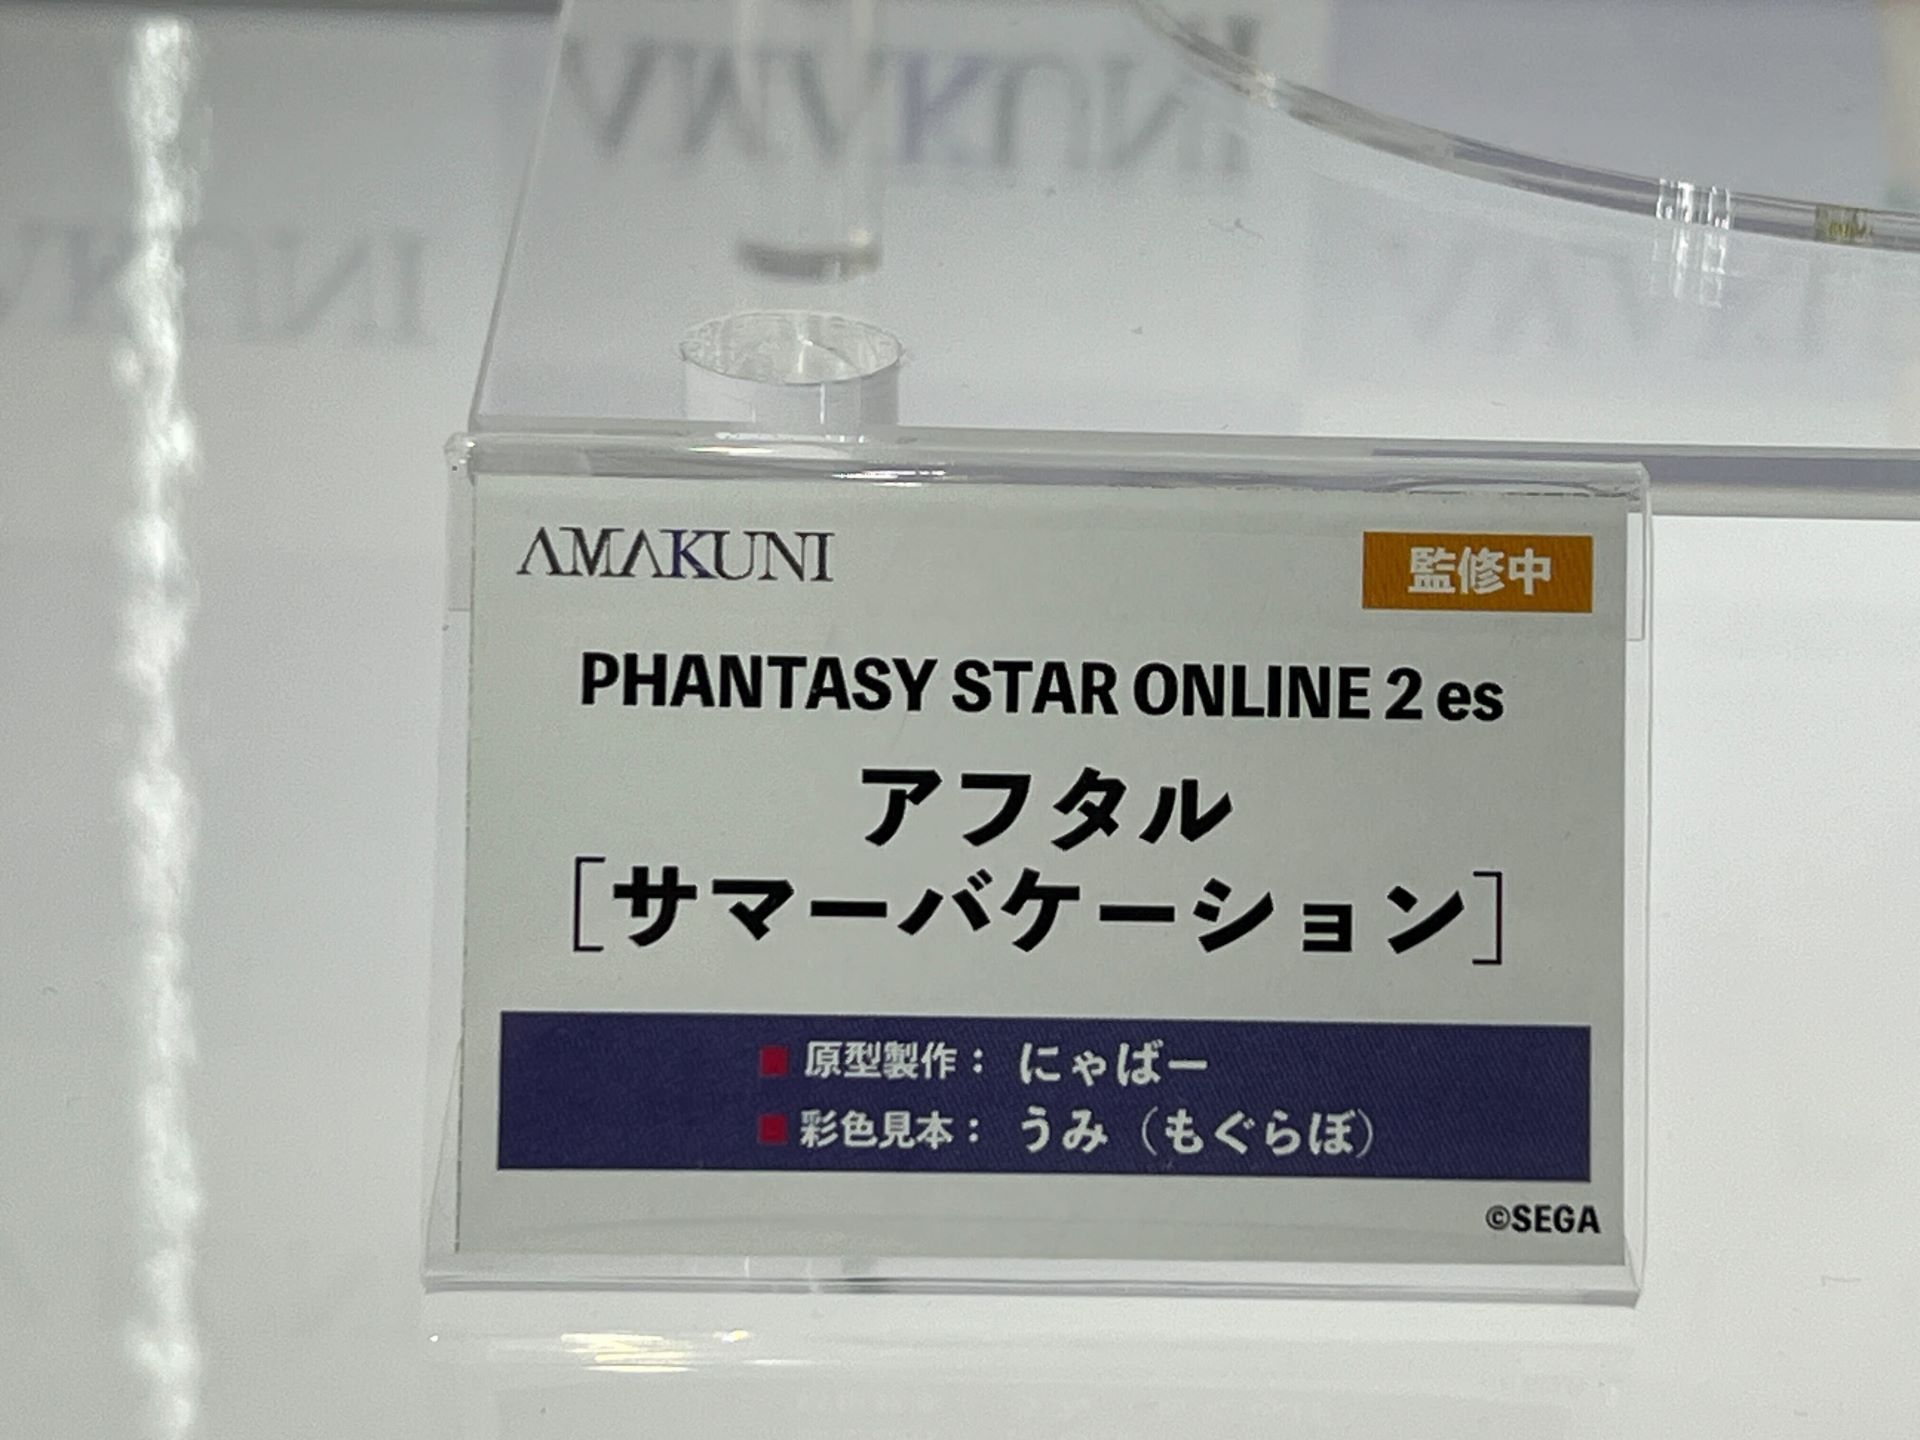 AMAKUNI
監修中
PHANTASY STAR ONLINE 2 es
アフタル
[サマーバケーション]
■ 原型製作： にゃばー
■ 彩色見本： うみ（もぐらぼ）
©SEGA